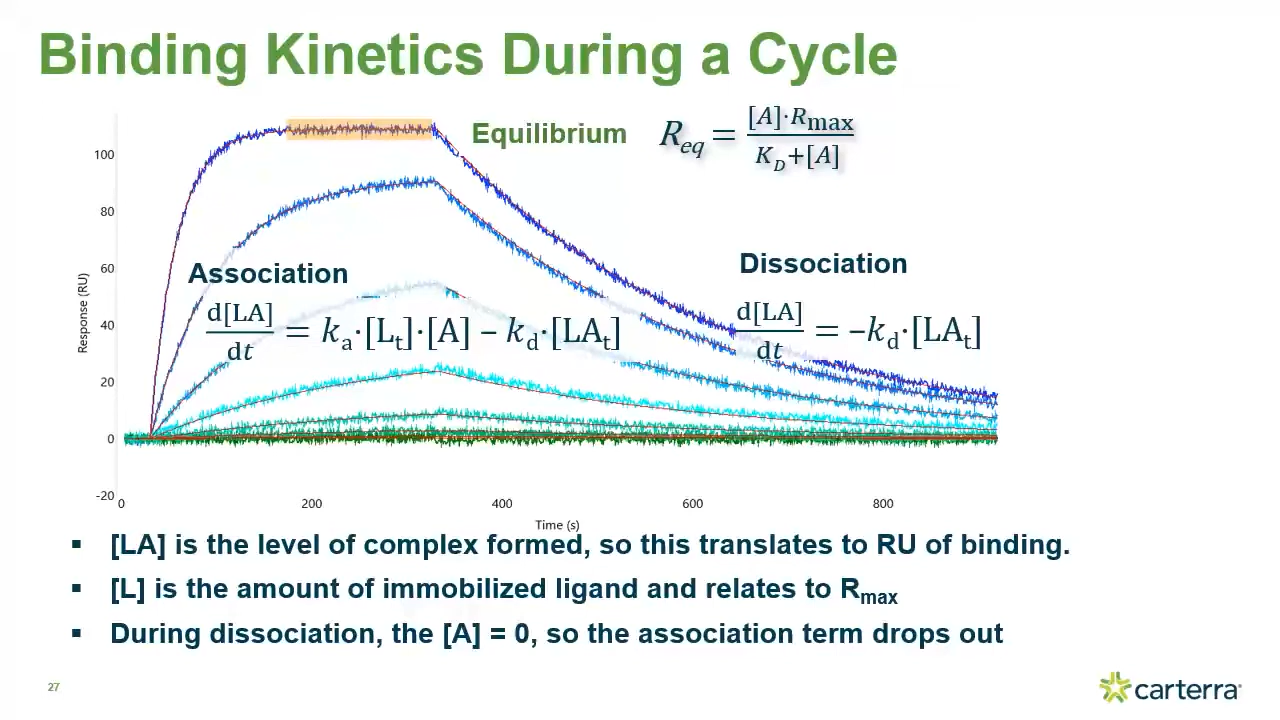 Binding Kinetics During a Cycle
Equilibrium R_eq = [A]·R_max / K_D+[A]
100
80
60
40
20
0
-20
Response (RU)
Association
d[LA]/dt = k_a·[L_t]·[A] – k_d·[LA_t]
Dissociation
d[LA]/dt = –k_d·[LA_t]
0 200 400 600 800
Time (s)
▪ [LA] is the level of complex formed, so this translates to RU of binding.
▪ [L] is the amount of immobilized ligand and relates to R_max
▪ During dissociation, the [A] = 0, so the association term drops out
27
carterra